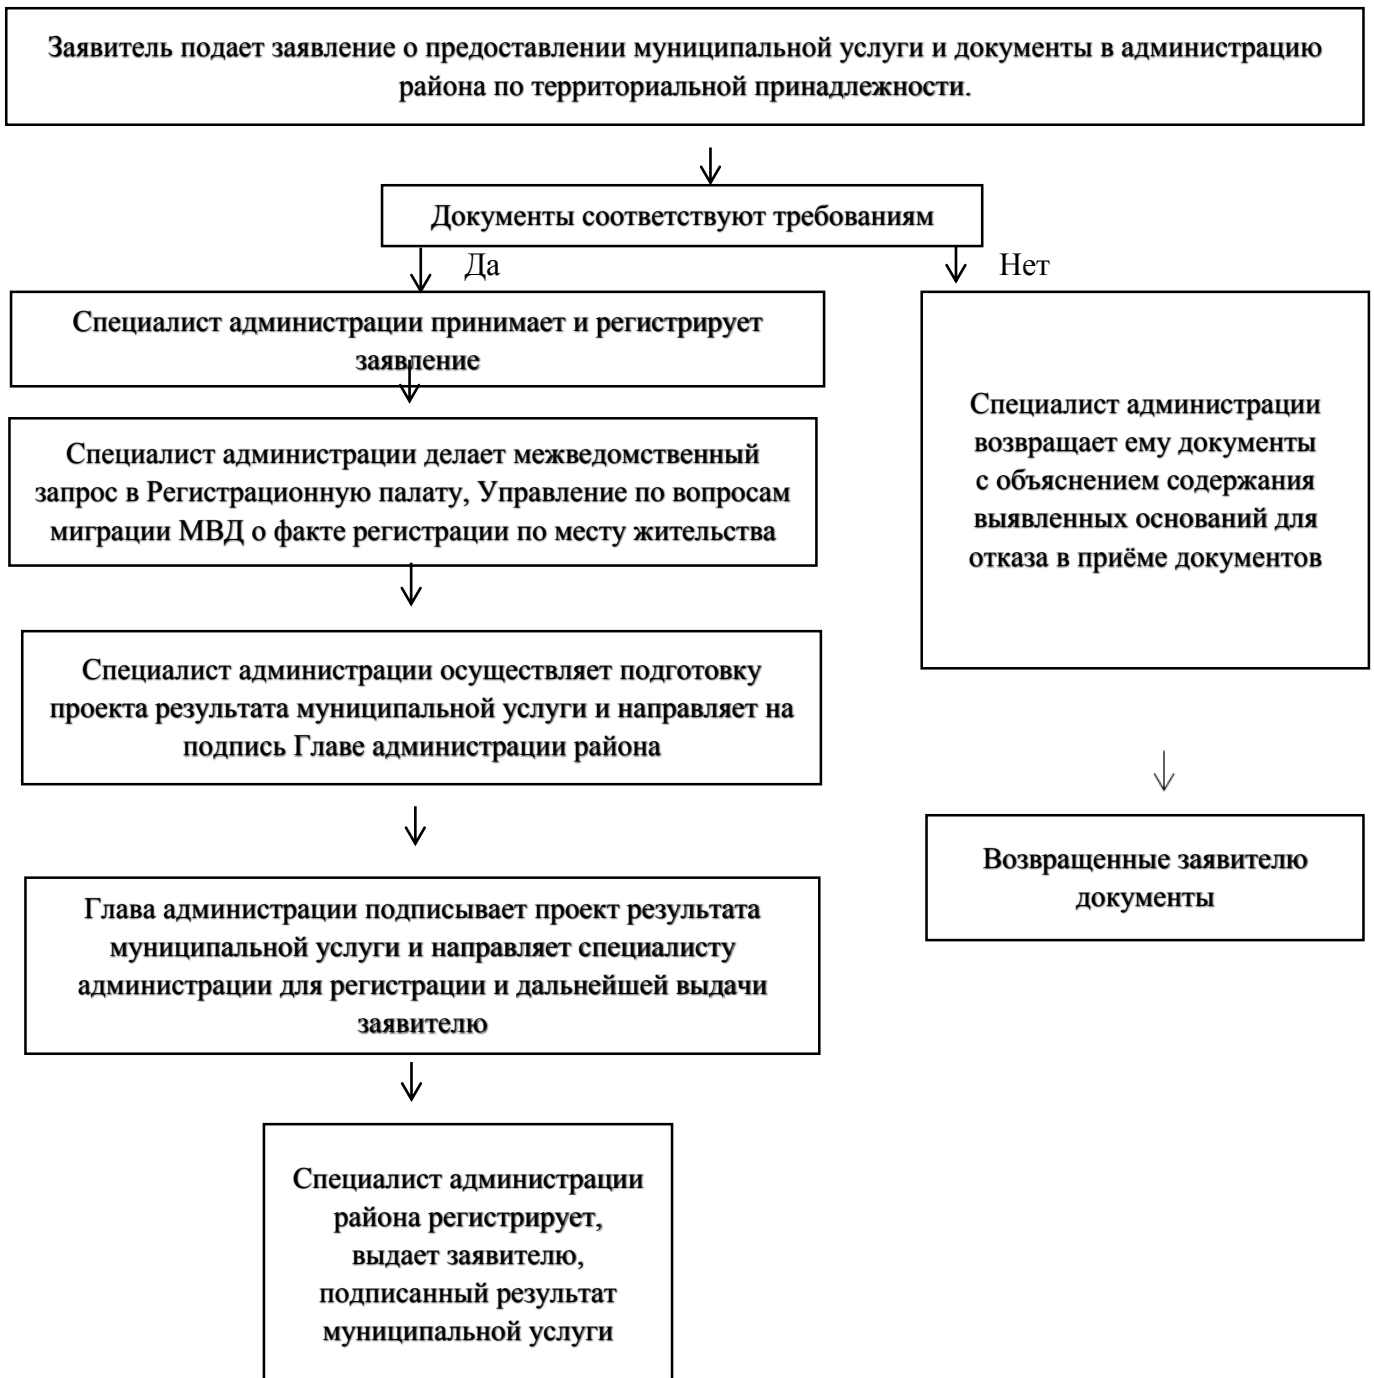 Заявитель подает заявление о предоставлении муниципальной услуги и документы в администрацию
района по территориальной принадлежности.
Документы соответствуют требованиям
Да
Нет
Специалист администрации принимает и регистрирует
заявление
Специалист администрации делает межведомственный
запрос в Регистрационную палату, Управление по вопросам
миграции МВД о факте регистрации по месту жительства
Специалист администрации осуществляет подготовку
проекта результата муниципальной услуги и направляет на
подпись Главе администрации района
Глава администрации подписывает проект результата
муниципальной услуги и направляет специалисту
администрации для регистрации и дальнейшей выдачи
заявителю
Специалист администрации
района регистрирует,
выдает заявителю,
подписанный результат
муниципальной услуги
Специалист администрации
возвращает ему документы
с объяснением содержания
выявленных оснований для
отказа в приёме документов
Возвращенные заявителю
документы